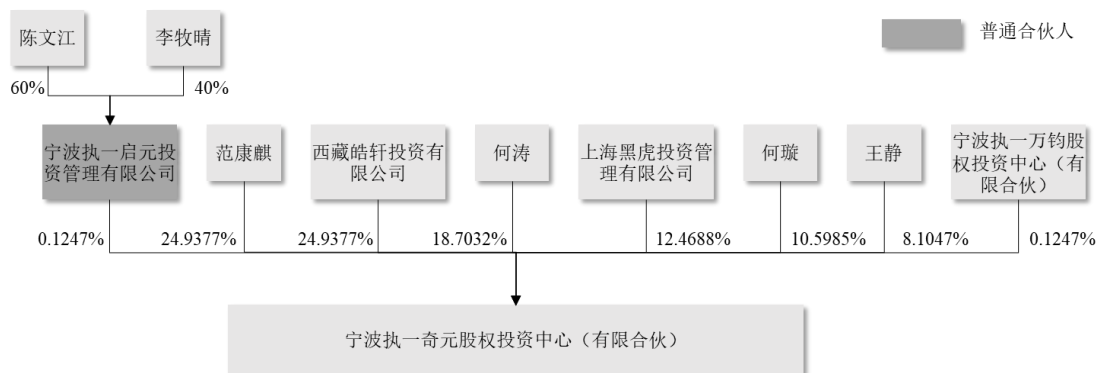 陈文江
李牧晴
普通合伙人
60%
40%
宁波执一启元投
资管理有限公司
范康麒
西藏皓轩投资有
限公司
何涛
上海黑虎投资管
理有限公司
何璇
王静
宁波执一万钧股
权投资中心（有
限合伙）
0.1247%
24.9377%
24.9377%
18.7032%
12.4688%
10.5985%
8.1047%
0.1247%
宁波执一奇元股权投资中心（有限合伙）